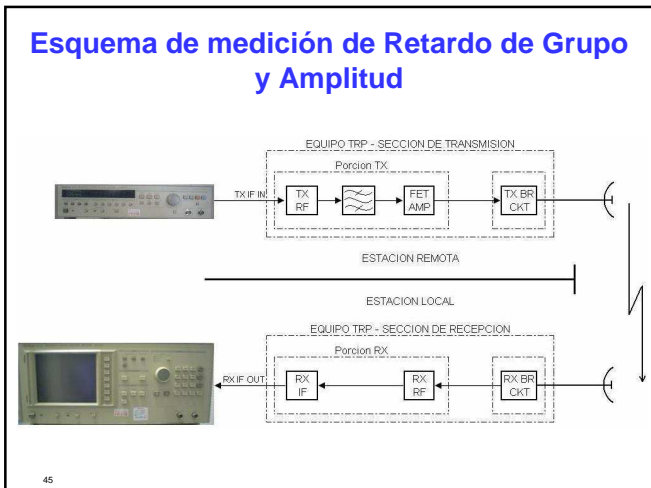 Esquema de medición de Retardo de Grupo
y Amplitud
EQUIPO TRP - SECCION DE TRANSMISION
Porcion TX
TX IF IN
TX
RF
FET
AMP
TX BR
CKT
ESTACION REMOTA
ESTACION LOCAL
EQUIPO TRP - SECCION DE RECEPCION
Porcion RX
RX IF OUT
RX
IF
RX
RF
RX BR
CKT
45